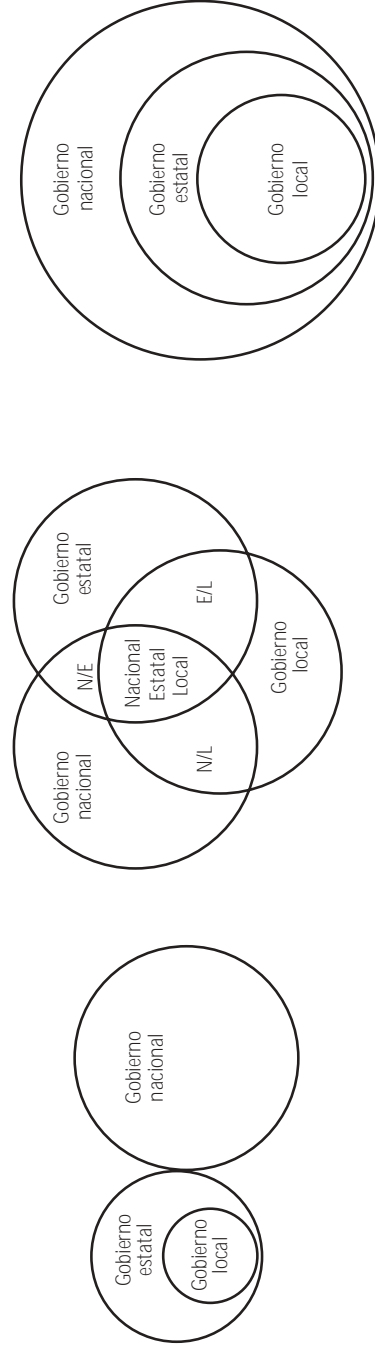 Gobierno
estatal
Gobierno
local
Gobierno
nacional
Gobierno
nacional
N/E
Gobierno
estatal
Nacional
Estatal
Local
N/L
E/L
Gobierno
local
Gobierno
nacional
Gobierno
estatal
Gobierno
local